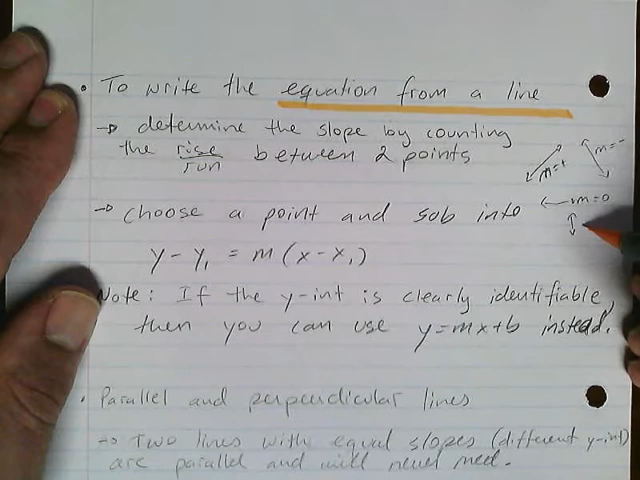 • To write the equation from a line
→ determine the slope by counting
the rise/run between 2 points
m=+
m=-
m=0
→ choose a point and sub into
y-y₁ = m(x-x₁)
Note: If the y-int is clearly identifiable,
then you can use y=mx+b instead.
• Parallel and perpendicular lines
→ Two lines with equal slopes (different y-int)
are parallel and will never meet.